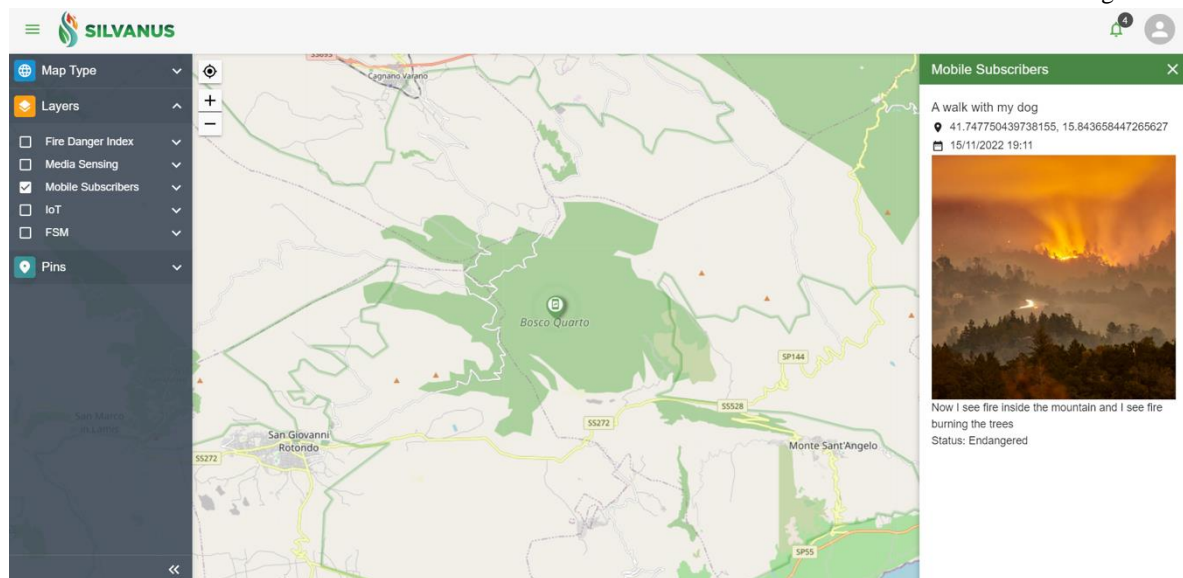 SILVANUS
4
Map Type
Layers
Fire Danger Index
Media Sensing
Mobile Subscribers
IoT
FSM
Pins
San Marco
in Lamis
Cagnano Varano
Bosco Quarto
SP144
SS528
SS272
San Giovanni
Rotondo
SS272
Monte Sant'Angelo
SP55
Mobile Subscribers
A walk with my dog
41.747750439738155, 15.843658447265627
15/11/2022 19:11
Now I see fire inside the mountain and I see fire
burning the trees
Status: Endangered